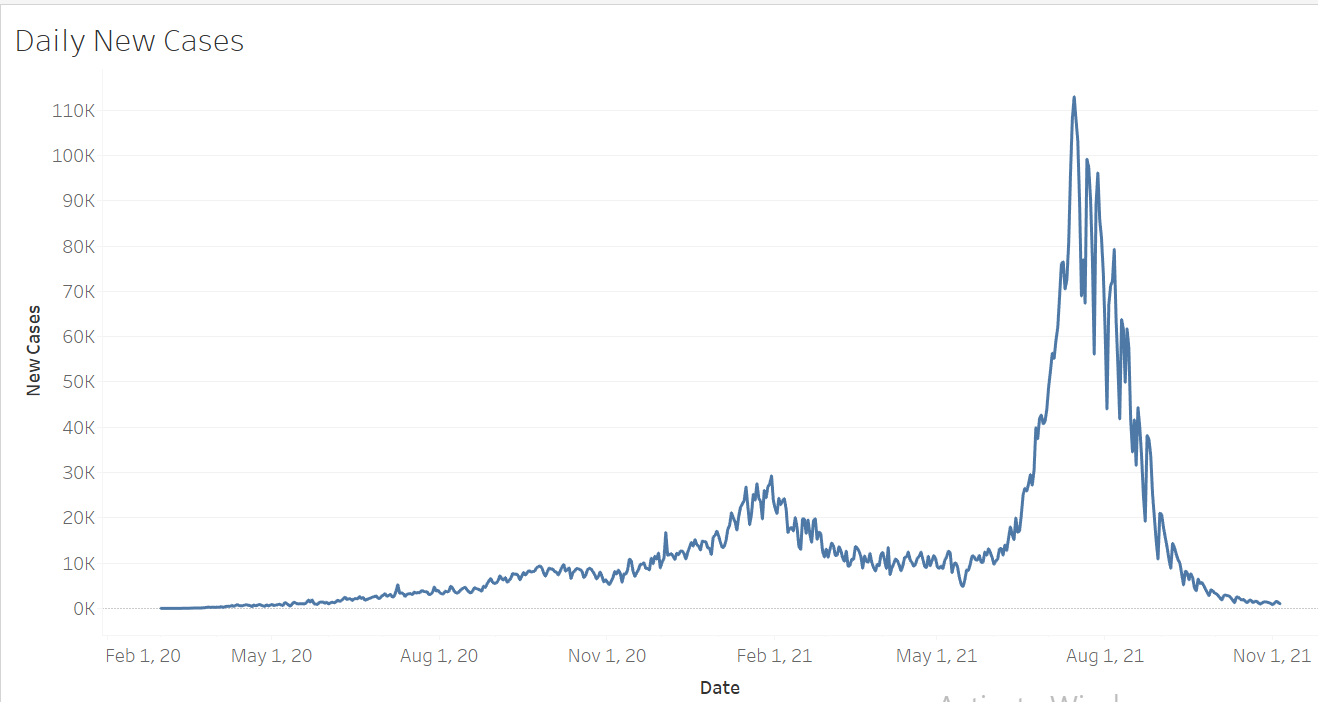 Daily New Cases
110K
100K
90K
80K
70K
60K
50K
40K
30K
20K
10K
0K
New Cases
Feb 1, 20 May 1, 20 Aug 1, 20 Nov 1, 20 Feb 1, 21 May 1, 21 Aug 1, 21 Nov 1, 21
Date